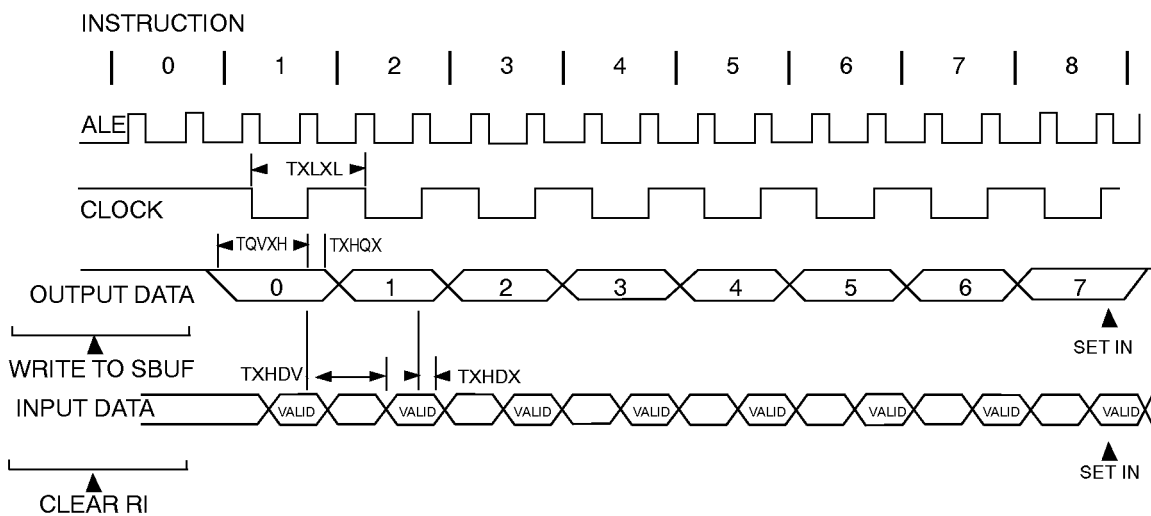 INSTRUCTION
0 1 2 3 4 5 6 7 8
ALE
TXLXL
CLOCK
TQVXH TXHQX
OUTPUT DATA 0 1 2 3 4 5 6 7
SET IN
WRITE TO SBUF
TXHDV TXHDX
INPUT DATA VALID VALID VALID VALID VALID VALID VALID VALID
SET IN
CLEAR RI